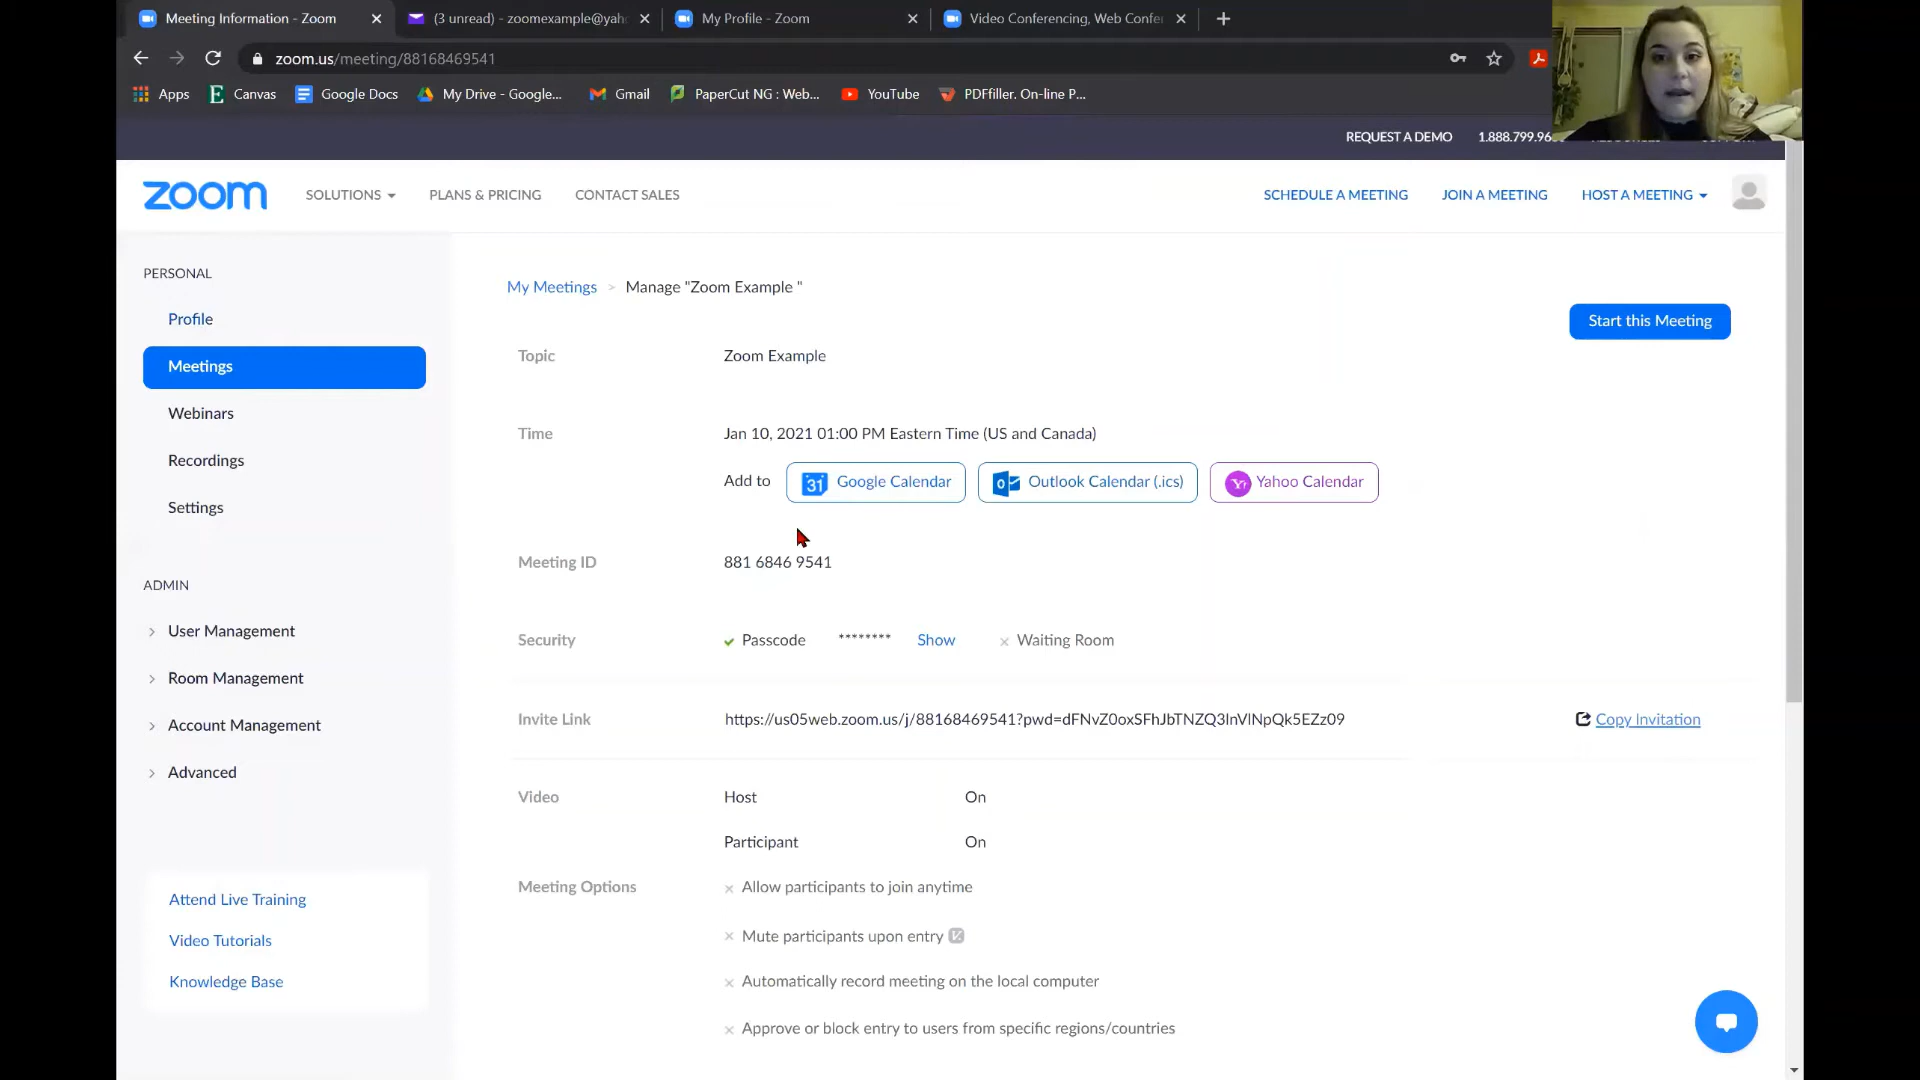 Meeting Information - Zoom
(3 unread) - zoomexample@yah
My Profile - Zoom
Video Conferencing, Web Confe
zoom.us/meeting/88168469541
Apps
Canvas
Google Docs
My Drive - Google...
Gmail
PaperCut NG : Web...
YouTube
PDFfiller. On-line P...
REQUEST A DEMO
1.888.799.96
zoom
SOLUTIONS
PLANS & PRICING
CONTACT SALES
SCHEDULE A MEETING
JOIN A MEETING
HOST A MEETING
PERSONAL
Profile
Meetings
Webinars
Recordings
Settings
ADMIN
User Management
Room Management
Account Management
Advanced
Attend Live Training
Video Tutorials
Knowledge Base
My Meetings > Manage "Zoom Example "
Start this Meeting
Topic
Zoom Example
Time
Jan 10, 2021 01:00 PM Eastern Time (US and Canada)
Add to
31 Google Calendar
Outlook Calendar (.ics)
Yahoo Calendar
Meeting ID
881 6846 9541
Security
Passcode ******** Show
Waiting Room
Invite Link
https://us05web.zoom.us/j/88168469541?pwd=dFNvZ0oxSFhJbTNZQ3lnVlNpQk5EZz09
Copy Invitation
Video
Host On
Participant On
Meeting Options
Allow participants to join anytime
Mute participants upon entry
Automatically record meeting on the local computer
Approve or block entry to users from specific regions/countries